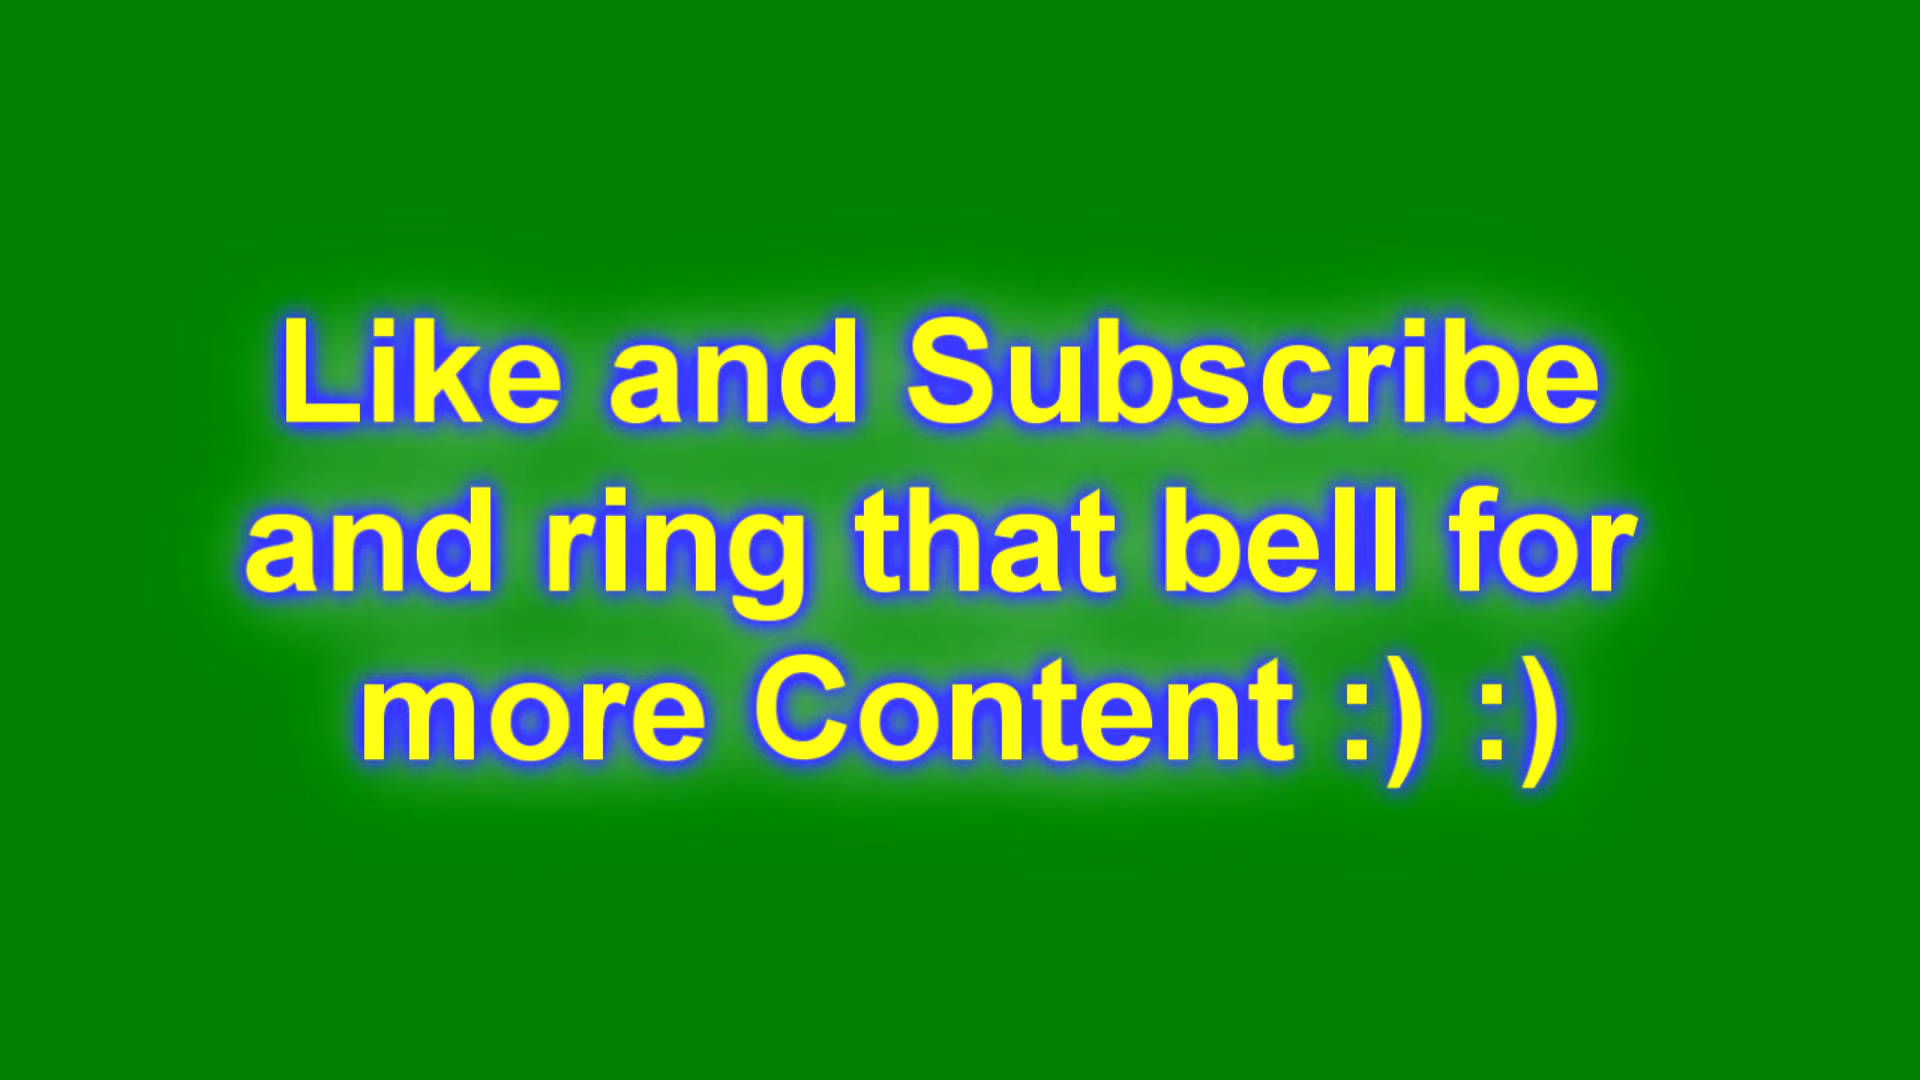 Like and Subscribe
and ring that bell for
more Content :) :)